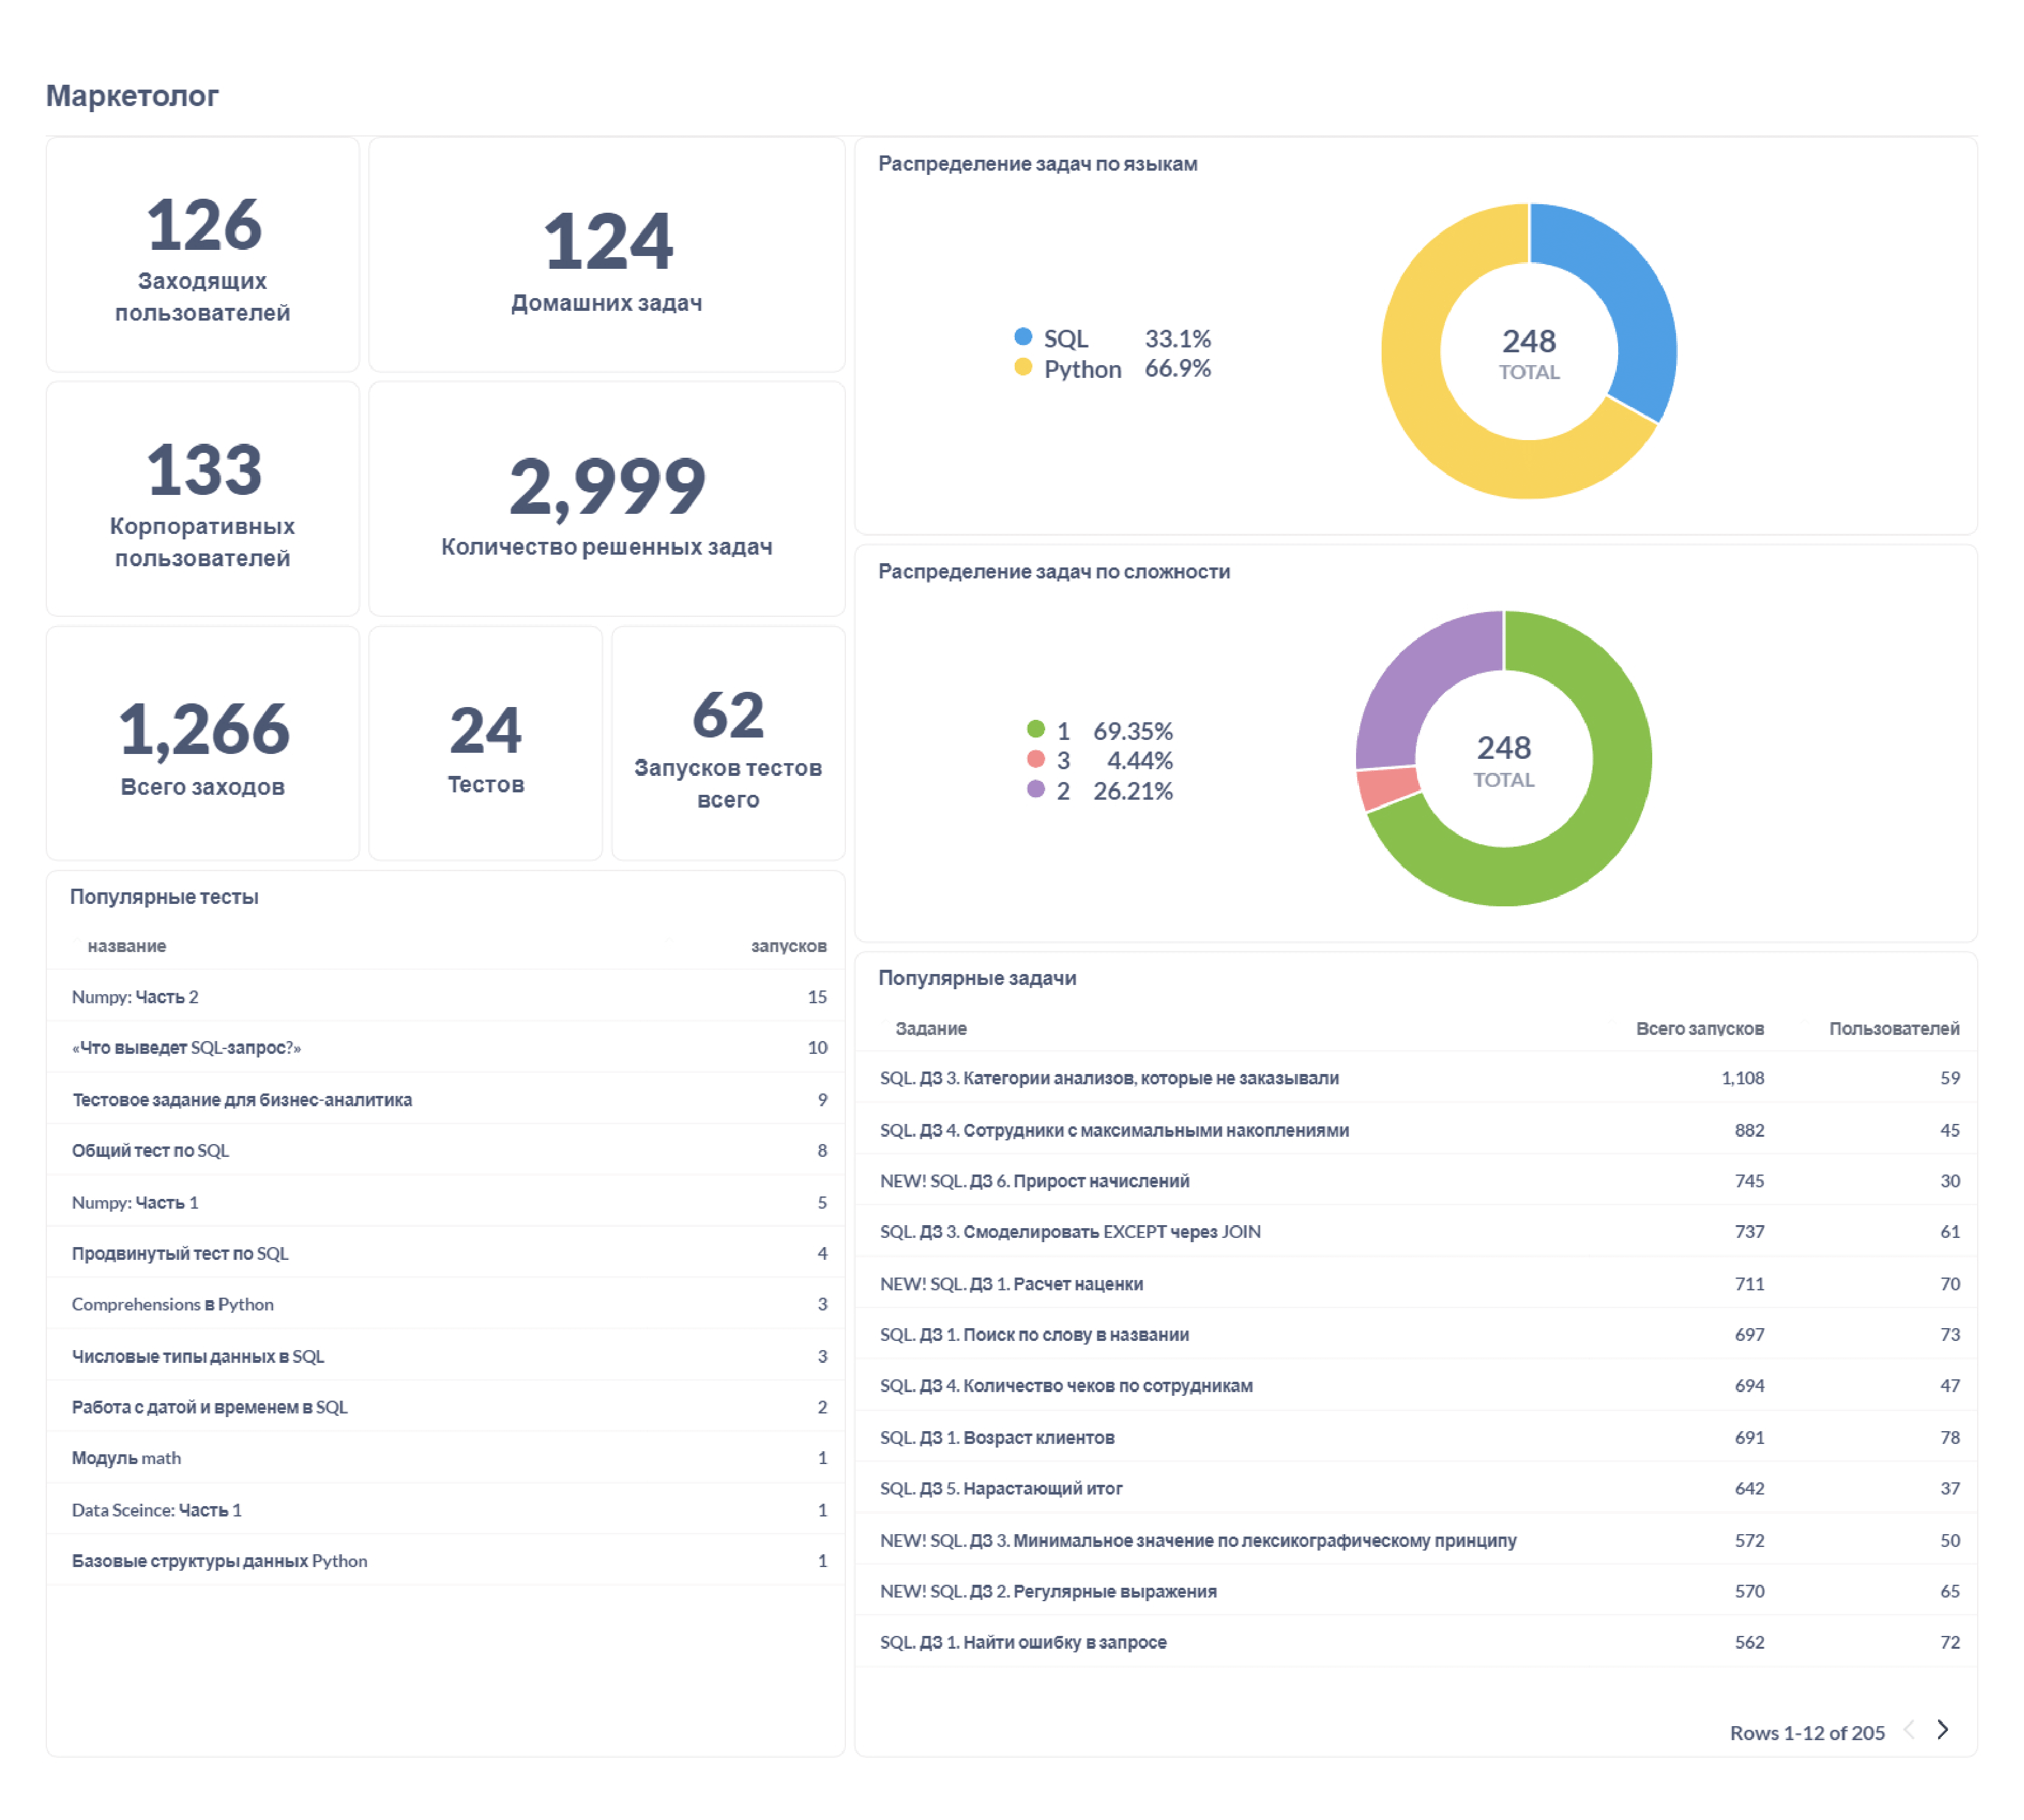 Маркетолог
126
Заходящих
пользователей
124
Домашних задач
133
Корпоративных
пользователей
2,999
Количество решенных задач
1,266
Всего заходов
24
Тестов
62
Запусков тестов
всего
Распределение задач по языкам
SQL 33.1%
Python 66.9%
248
TOTAL
Распределение задач по сложности
1 69.35%
3 4.44%
2 26.21%
248
TOTAL
Популярные тесты
название запусков
Numpy: Часть 2 15
«Что выведет SQL-запрос?» 10
Тестовое задание для бизнес-аналитика 9
Общий тест по SQL 8
Numpy: Часть 1 5
Продвинутый тест по SQL 4
Comprehensions в Python 3
Числовые типы данных в SQL 3
Работа с датой и временем в SQL 2
Модуль math 1
Data Sceince: Часть 1 1
Базовые структуры данных Python 1
Популярные задачи
Задание Всего запусков Пользователей
SQL. ДЗ 3. Категории анализов, которые не заказывали 1,108 59
SQL. ДЗ 4. Сотрудники с максимальными накоплениями 882 45
NEW! SQL. ДЗ 6. Прирост начислений 745 30
SQL. ДЗ 3. Смоделировать EXCEPT через JOIN 737 61
NEW! SQL. ДЗ 1. Расчет наценки 711 70
SQL. ДЗ 1. Поиск по слову в названии 697 73
SQL. ДЗ 4. Количество чеков по сотрудникам 694 47
SQL. ДЗ 1. Возраст клиентов 691 78
SQL. ДЗ 5. Нарастающий итог 642 37
NEW! SQL. ДЗ 3. Минимальное значение по лексикографическому принципу 572 50
NEW! SQL. ДЗ 2. Регулярные выражения 570 65
SQL. ДЗ 1. Найти ошибку в запросе 562 72
Rows 1-12 of 205